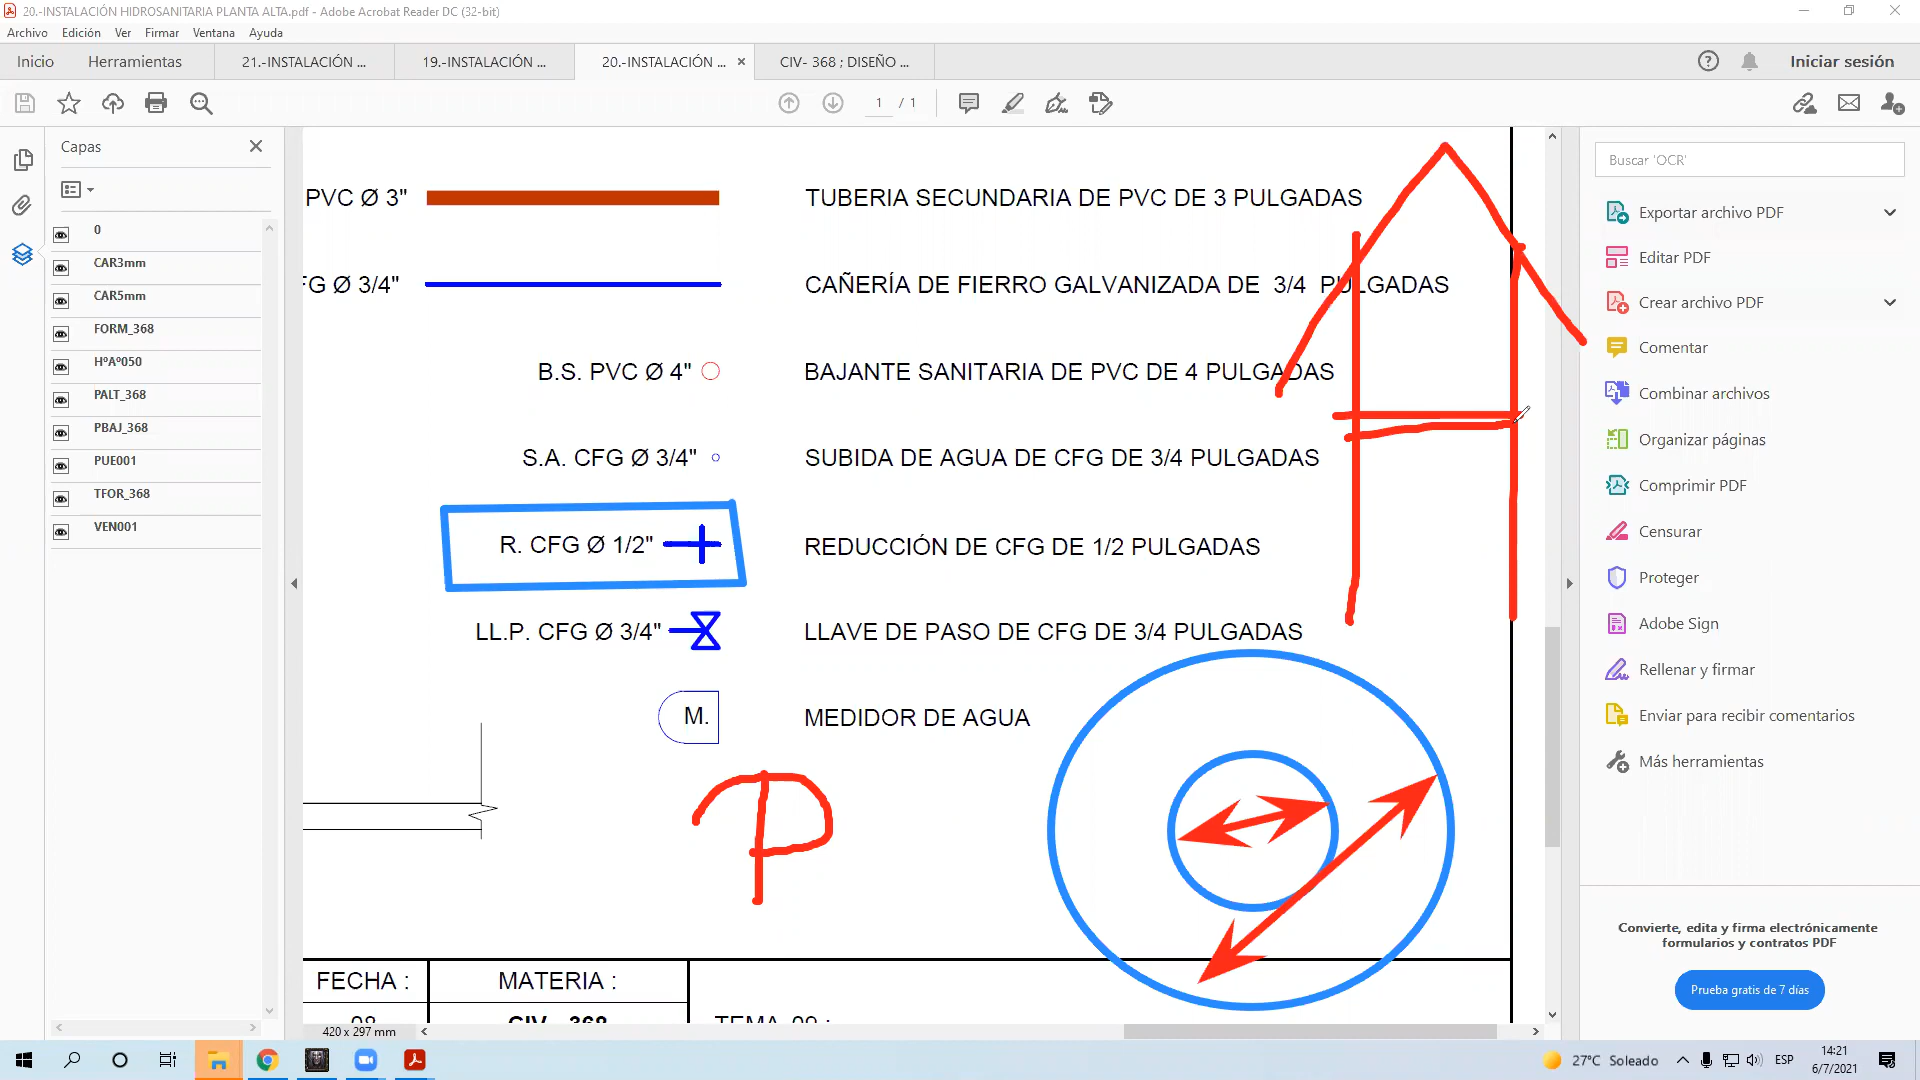 20.-INSTALACIÓN HIDROSANITARIA PLANTA ALTA.pdf - Adobe Acrobat Reader DC (32-bit)
Archivo Edición Ver Firmar Ventana Ayuda
Inicio Herramientas 21.-INSTALACIÓN ... 19.-INSTALACIÓN ... 20.-INSTALACIÓN ... CIV- 368 ; DISEÑO ... Iniciar sesión
1 / 1
Capas
0
CAR3mm
CAR5mm
FORM_368
HºAº050
PALT_368
PBAJ_368
PUE001
TFOR_368
VEN001
PVC Ø 3" TUBERIA SECUNDARIA DE PVC DE 3 PULGADAS
FG Ø 3/4" CAÑERÍA DE FIERRO GALVANIZADA DE 3/4 PULGADAS
B.S. PVC Ø 4" BAJANTE SANITARIA DE PVC DE 4 PULGADAS
S.A. CFG Ø 3/4" SUBIDA DE AGUA DE CFG DE 3/4 PULGADAS
R. CFG Ø 1/2" REDUCCIÓN DE CFG DE 1/2 PULGADAS
LL.P. CFG Ø 3/4" LLAVE DE PASO DE CFG DE 3/4 PULGADAS
M. MEDIDOR DE AGUA
P
FECHA : MATERIA :
08 CIV - 368 TEMA 09 :
420 x 297 mm
Buscar 'OCR'
Exportar archivo PDF
Editar PDF
Crear archivo PDF
Comentar
Combinar archivos
Organizar páginas
Comprimir PDF
Censurar
Proteger
Adobe Sign
Rellenar y firmar
Enviar para recibir comentarios
Más herramientas
Convierte, edita y firma electrónicamente
formularios y contratos PDF
Prueba gratis de 7 días
27°C Soleado ESP 14:21
6/7/2021